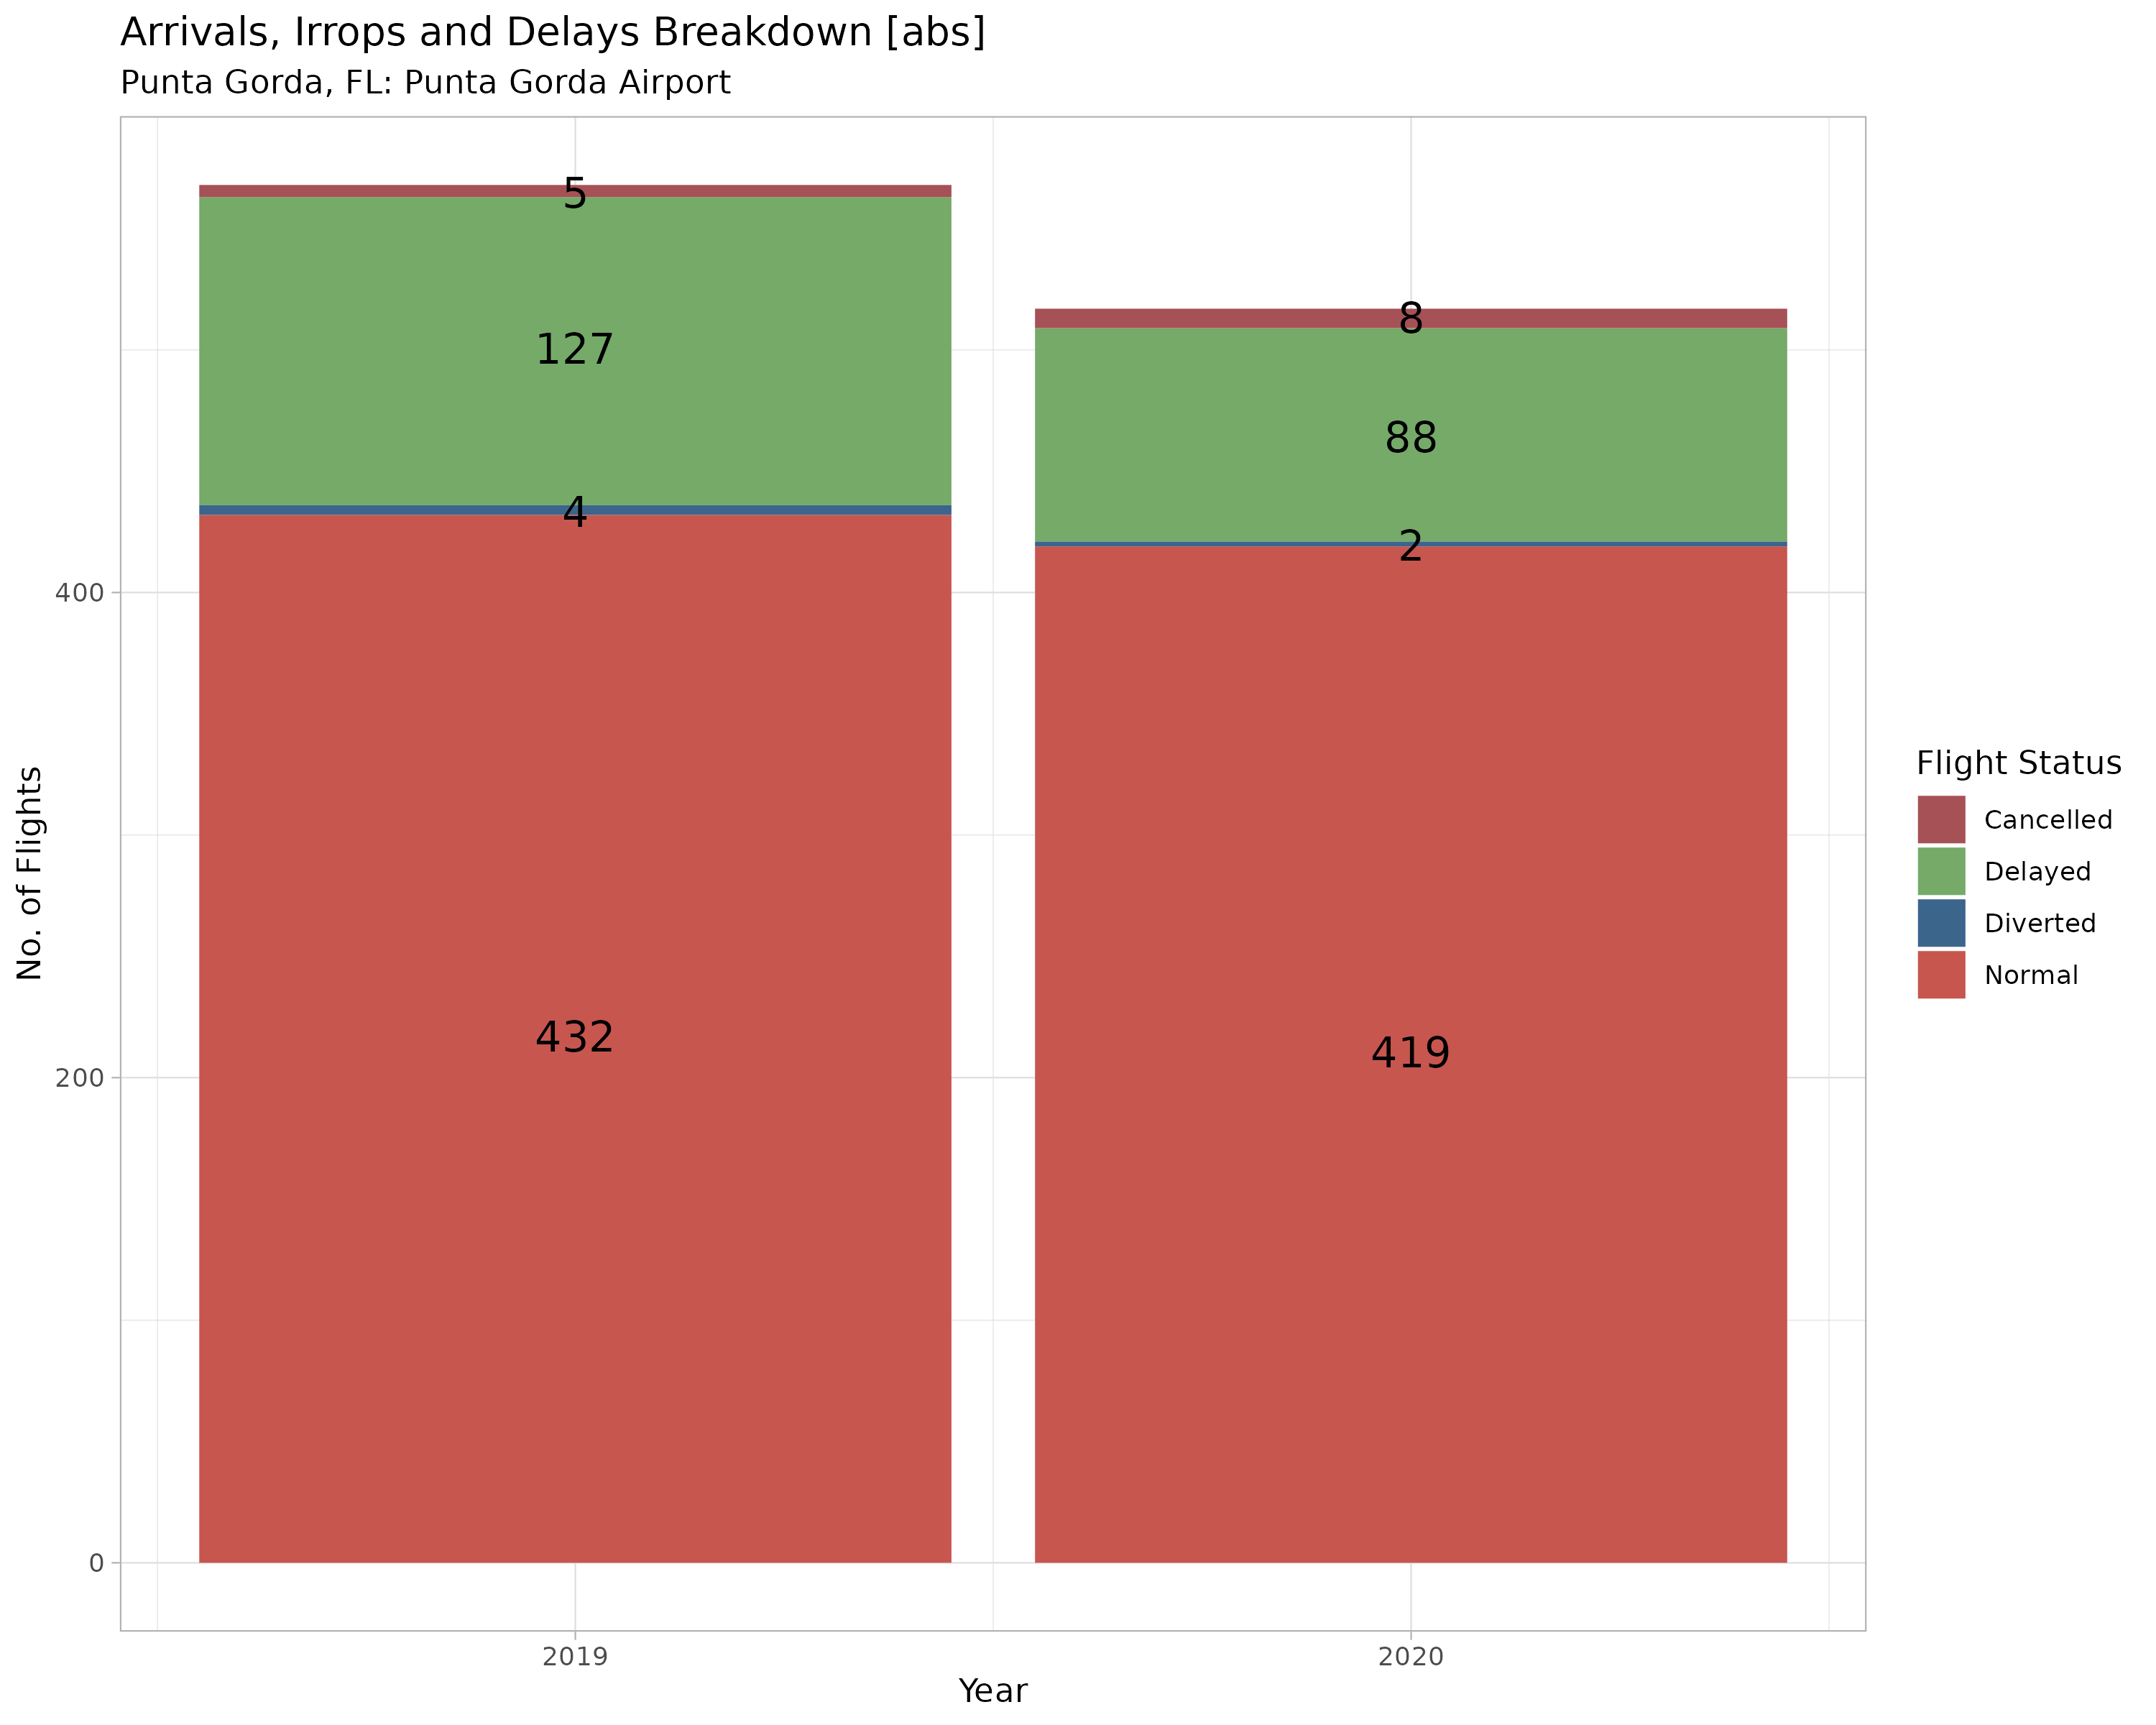 Arrivals, Irrops and Delays Breakdown [abs]
Punta Gorda, FL: Punta Gorda Airport
5
127
4
432
8
88
2
419
400
200
0
No. of Flights
2019
2020
Year
Flight Status
Cancelled
Delayed
Diverted
Normal